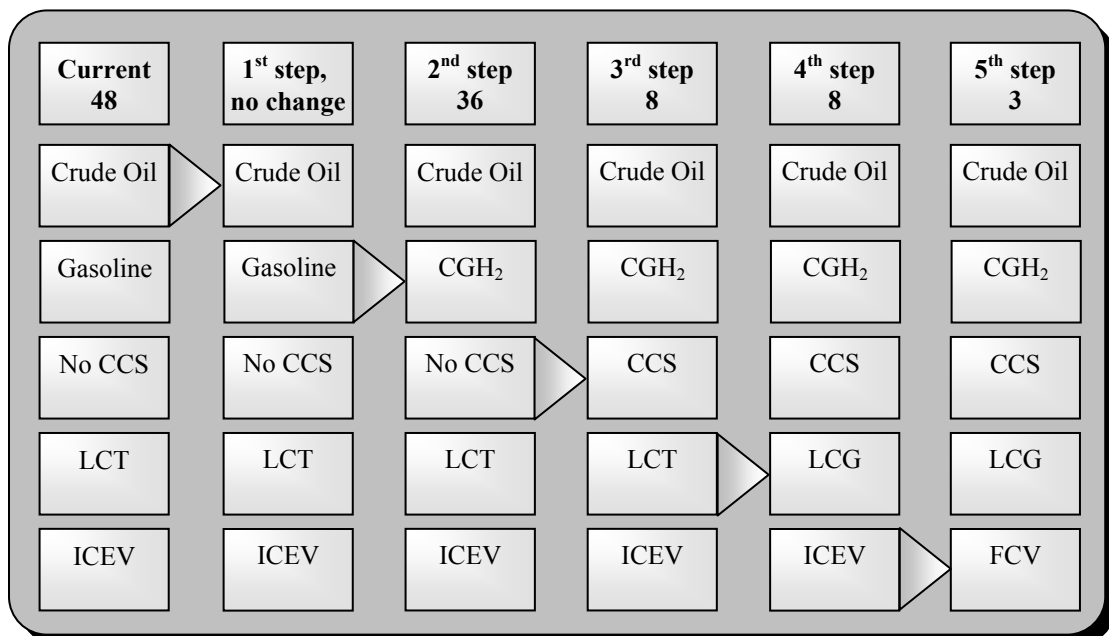 Current
48
1st step,
no change
2nd step
36
3rd step
8
4th step
8
5th step
3
Crude Oil
Crude Oil
Crude Oil
Crude Oil
Crude Oil
Crude Oil
Gasoline
Gasoline
CGH₂
CGH₂
CGH₂
CGH₂
No CCS
No CCS
No CCS
CCS
CCS
CCS
LCT
LCT
LCT
LCT
LCG
LCG
ICEV
ICEV
ICEV
ICEV
ICEV
FCV